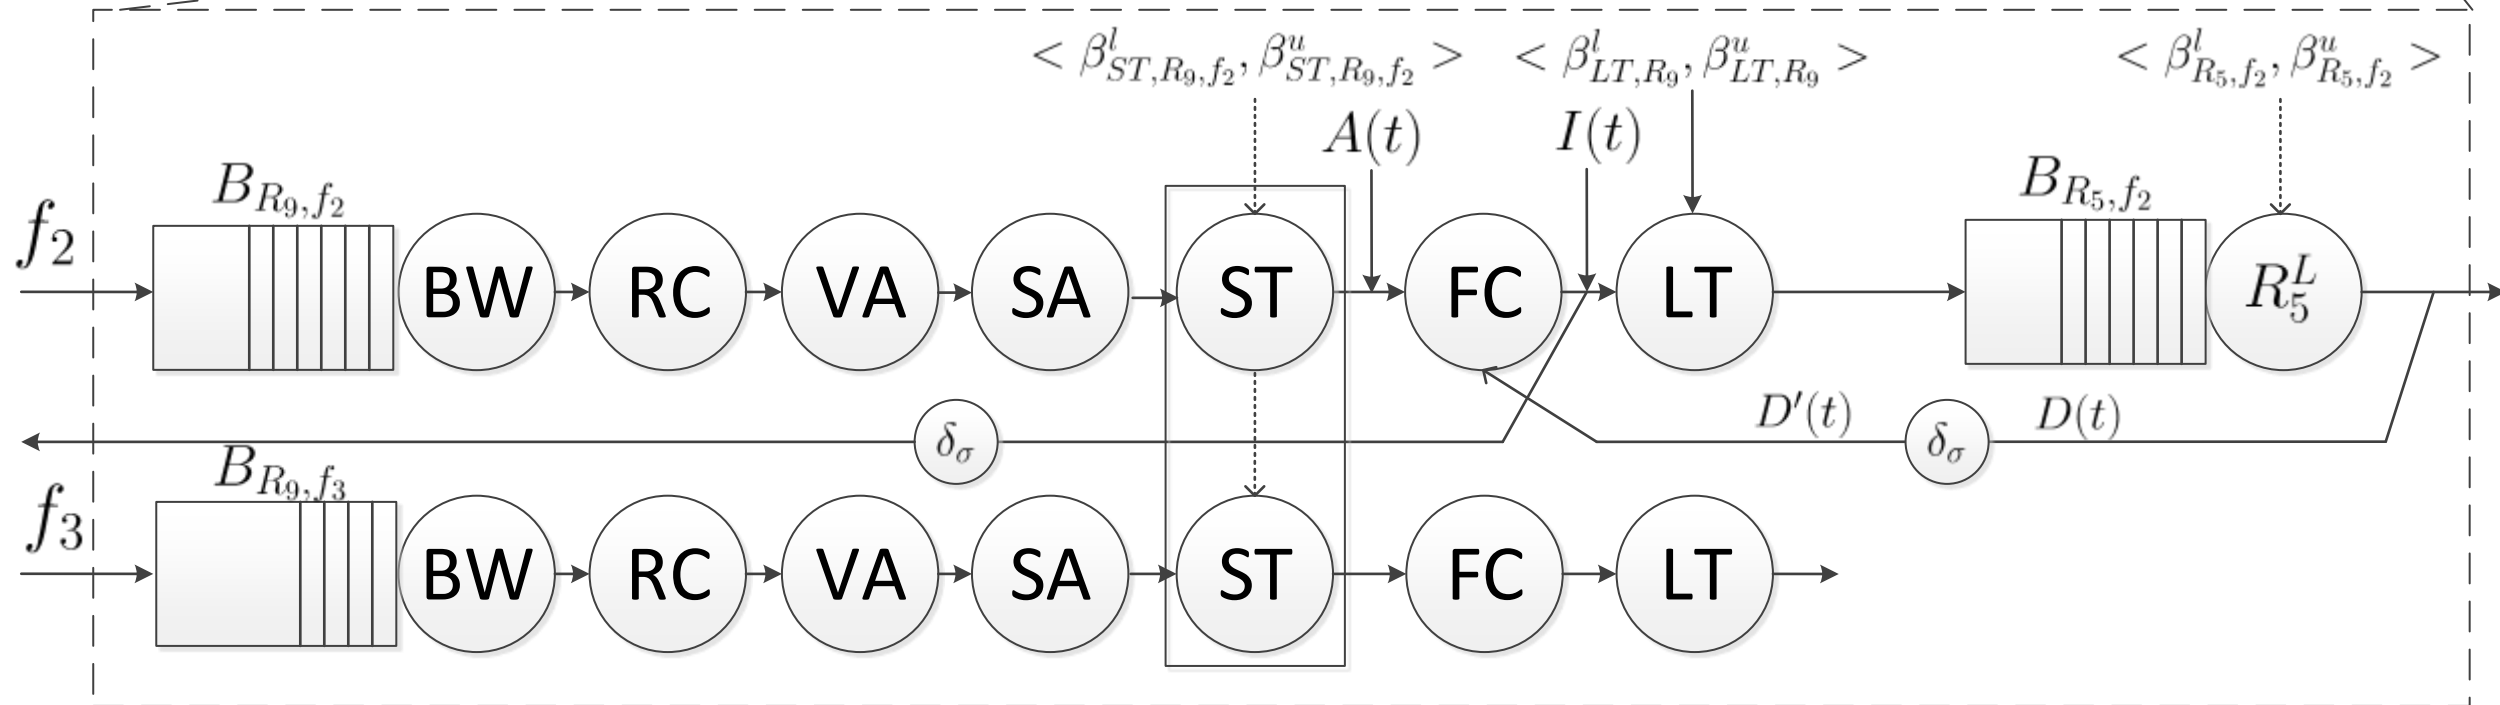 < β^l_{ST,R_9,f_2}, β^u_{ST,R_9,f_2} > < β^l_{LT,R_9}, β^u_{LT,R_9} > < β^l_{R_5,f_2}, β^u_{R_5,f_2} >
A(t) I(t)
B_{R_9,f_2} B_{R_5,f_2}
f_2 BW RC VA SA ST FC LT R_5^L
D'(t) D(t)
δ_σ δ_σ
B_{R_9,f_3}
f_3 BW RC VA SA ST FC LT